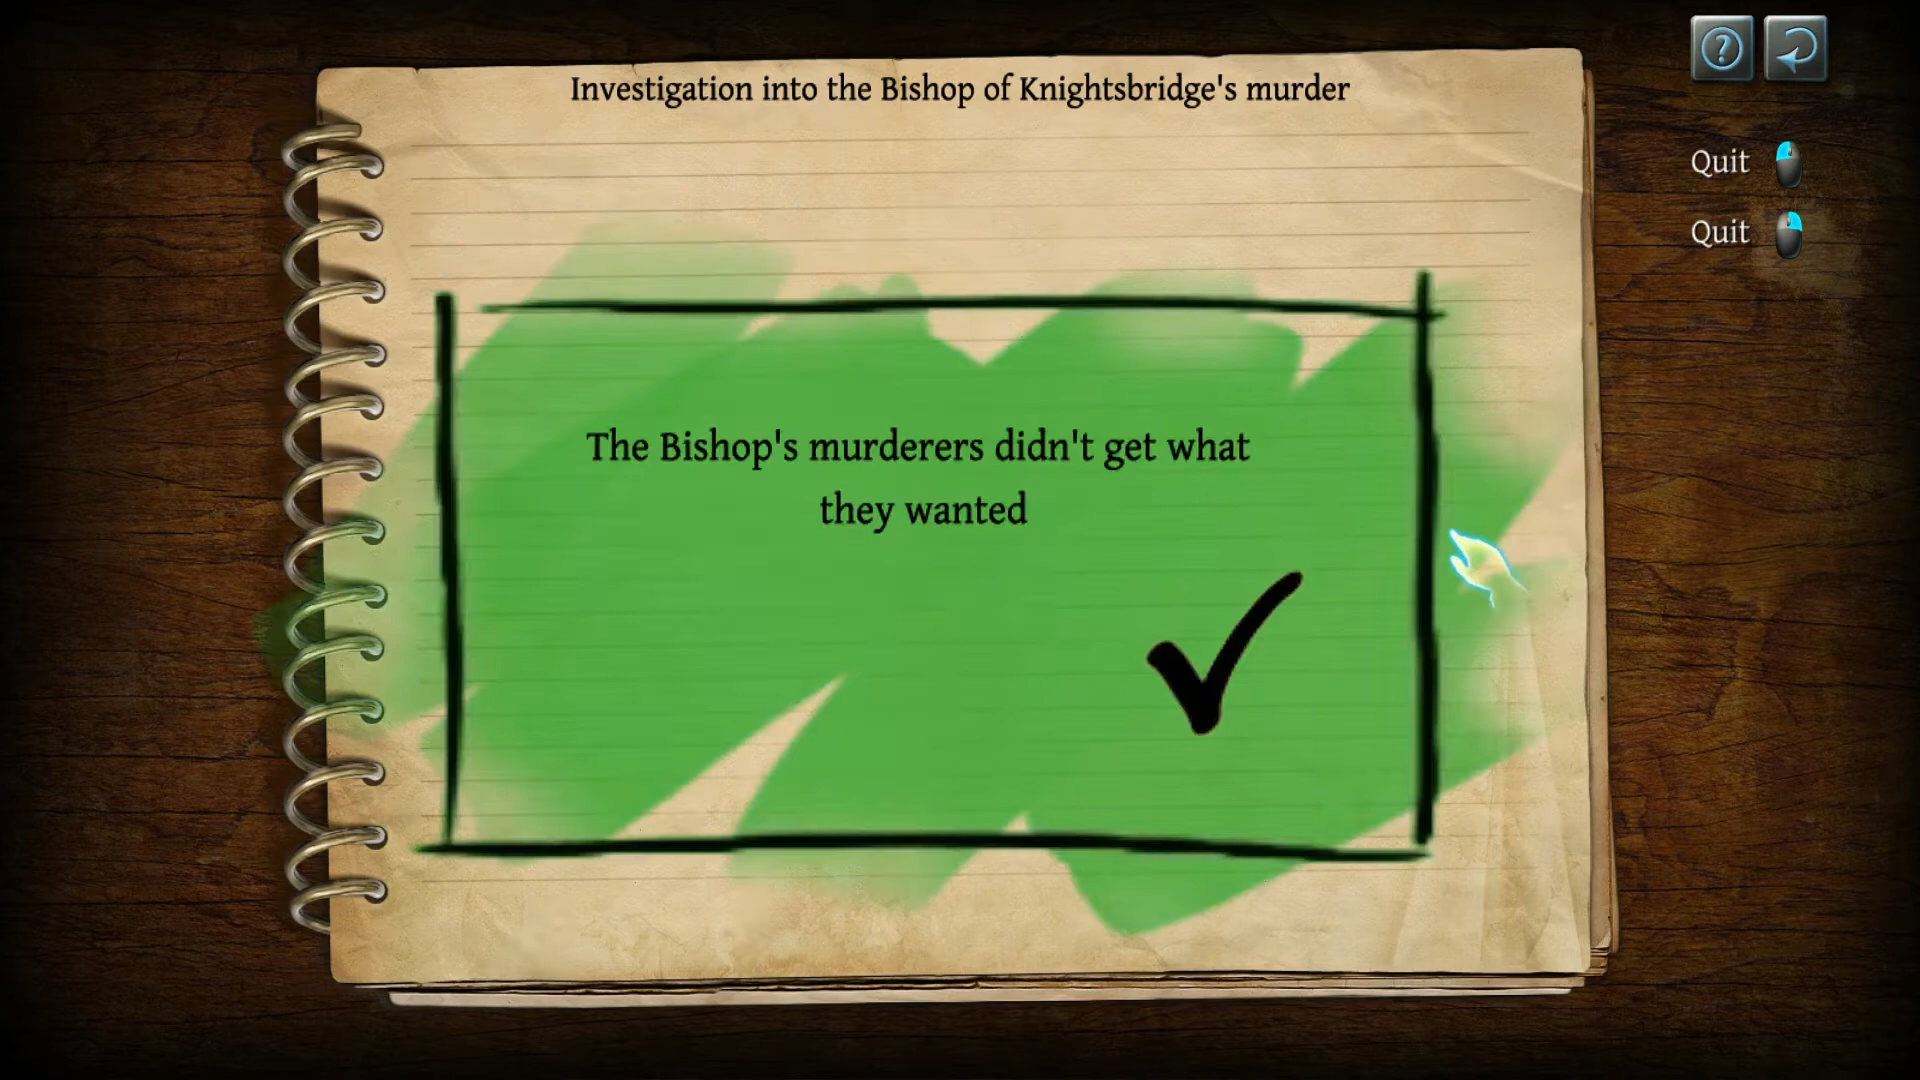 Investigation into the Bishop of Knightsbridge's murder
Quit
Quit
The Bishop's murderers didn't get what
they wanted